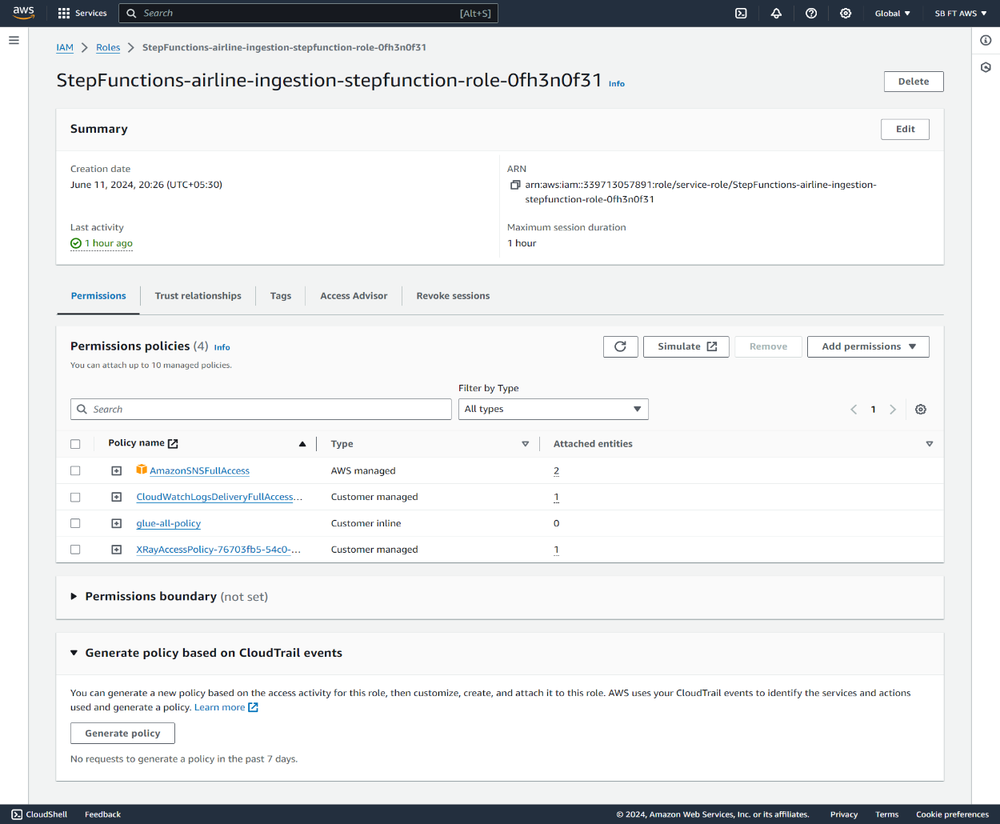 aws
Services
Search
[Alt+S]
Global
SB FT AWS
IAM
Roles
StepFunctions-airline-ingestion-stepfunction-role-0fh3n0f31
StepFunctions-airline-ingestion-stepfunction-role-0fh3n0f31 Info
Delete
Summary
Edit
Creation date
June 11, 2024, 20:26 (UTC+05:30)
ARN
arn:aws:iam::339713057891:role/service-role/StepFunctions-airline-ingestion-
stepfunction-role-0fh3n0f31
Last activity
1 hour ago
Maximum session duration
1 hour
Permissions
Trust relationships
Tags
Access Advisor
Revoke sessions
Permissions policies (4) Info
You can attach up to 10 managed policies.
Simulate
Remove
Add permissions
Filter by Type
Search
All types
1
Policy name
Type
Attached entities
AmazonSNSFullAccess
AWS managed
2
CloudWatchLogsDeliveryFullAccess...
Customer managed
1
glue-all-policy
Customer inline
0
XRayAccessPolicy-76703fb5-54c0-...
Customer managed
1
Permissions boundary (not set)
Generate policy based on CloudTrail events
You can generate a new policy based on the access activity for this role, then customize, create, and attach it to this role. AWS uses your CloudTrail events to identify the services and actions
used and generate a policy. Learn more
Generate policy
No requests to generate a policy in the past 7 days.
CloudShell
Feedback
© 2024, Amazon Web Services, Inc. or its affiliates.
Privacy
Terms
Cookie preferences